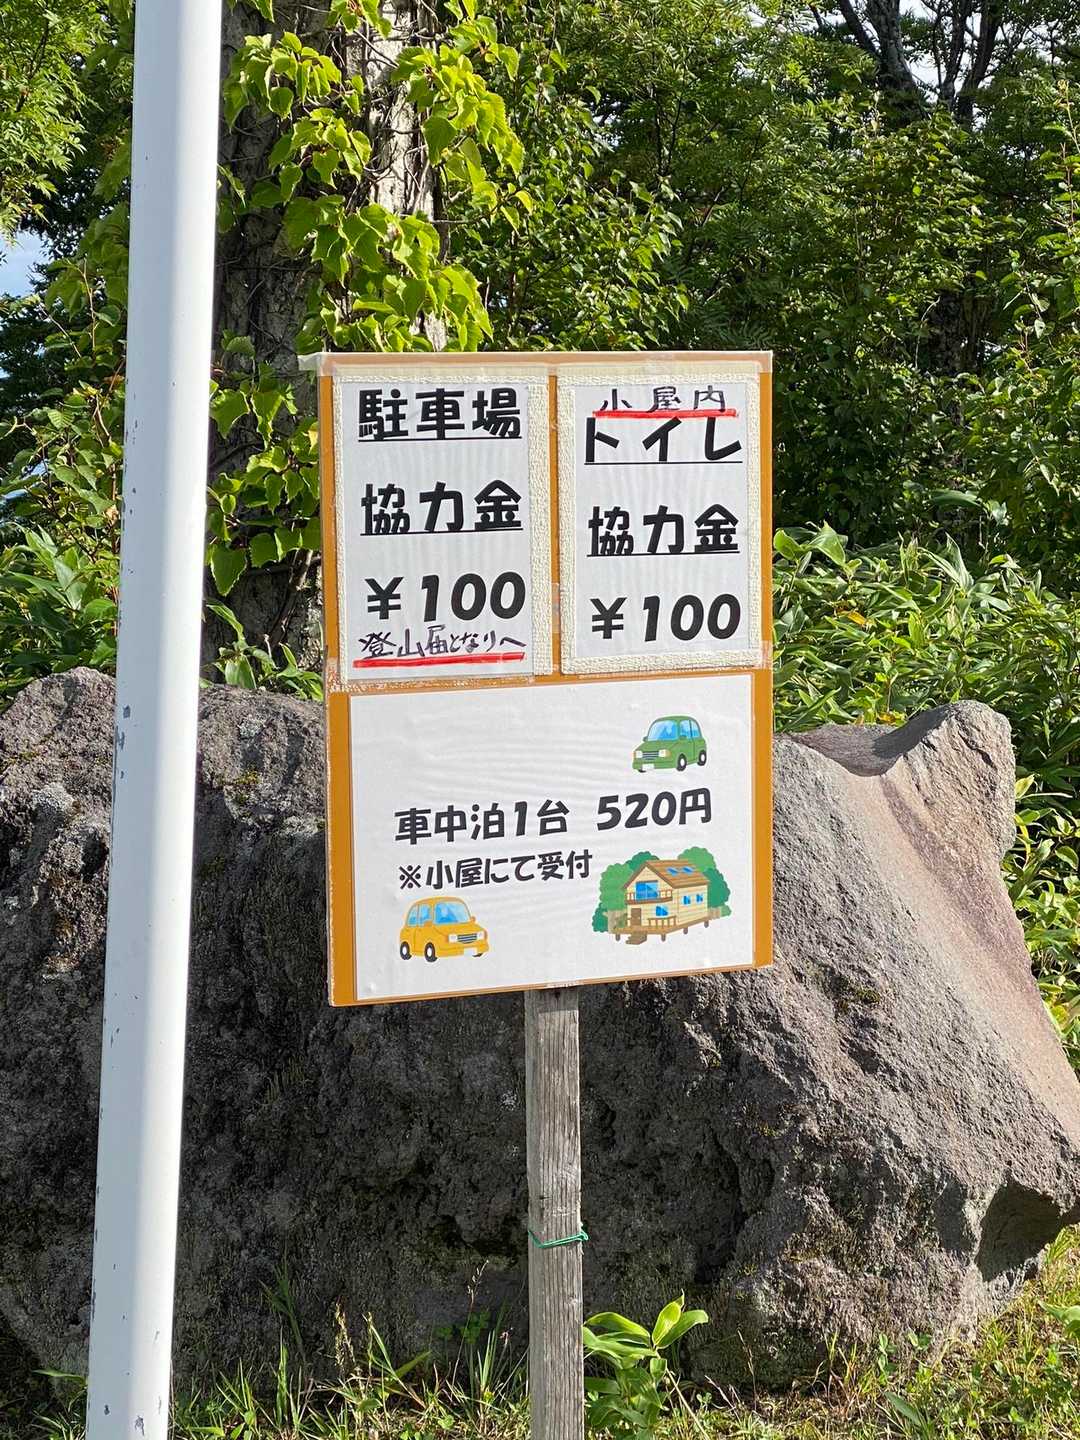 駐車場
協力金
￥100
登山届となりへ
小屋内
トイレ
協力金
￥100
車中泊1台 520円
※小屋にて受付